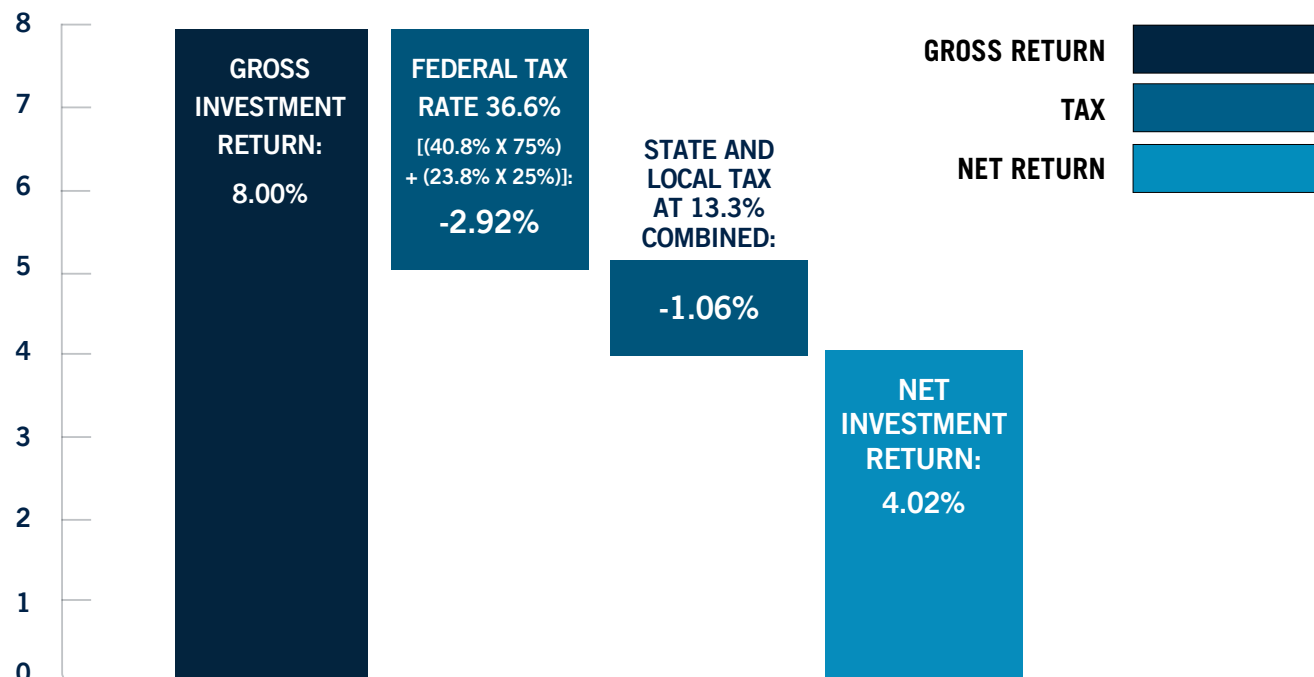 8
7
6
5
4
3
2
1
0
GROSS
INVESTMENT
RETURN:
8.00%
FEDERAL TAX
RATE 36.6%
[(40.8% X 75%)
+ (23.8% X 25%)]:
-2.92%
STATE AND
LOCAL TAX
AT 13.3%
COMBINED:
-1.06%
NET
INVESTMENT
RETURN:
4.02%
GROSS RETURN
TAX
NET RETURN